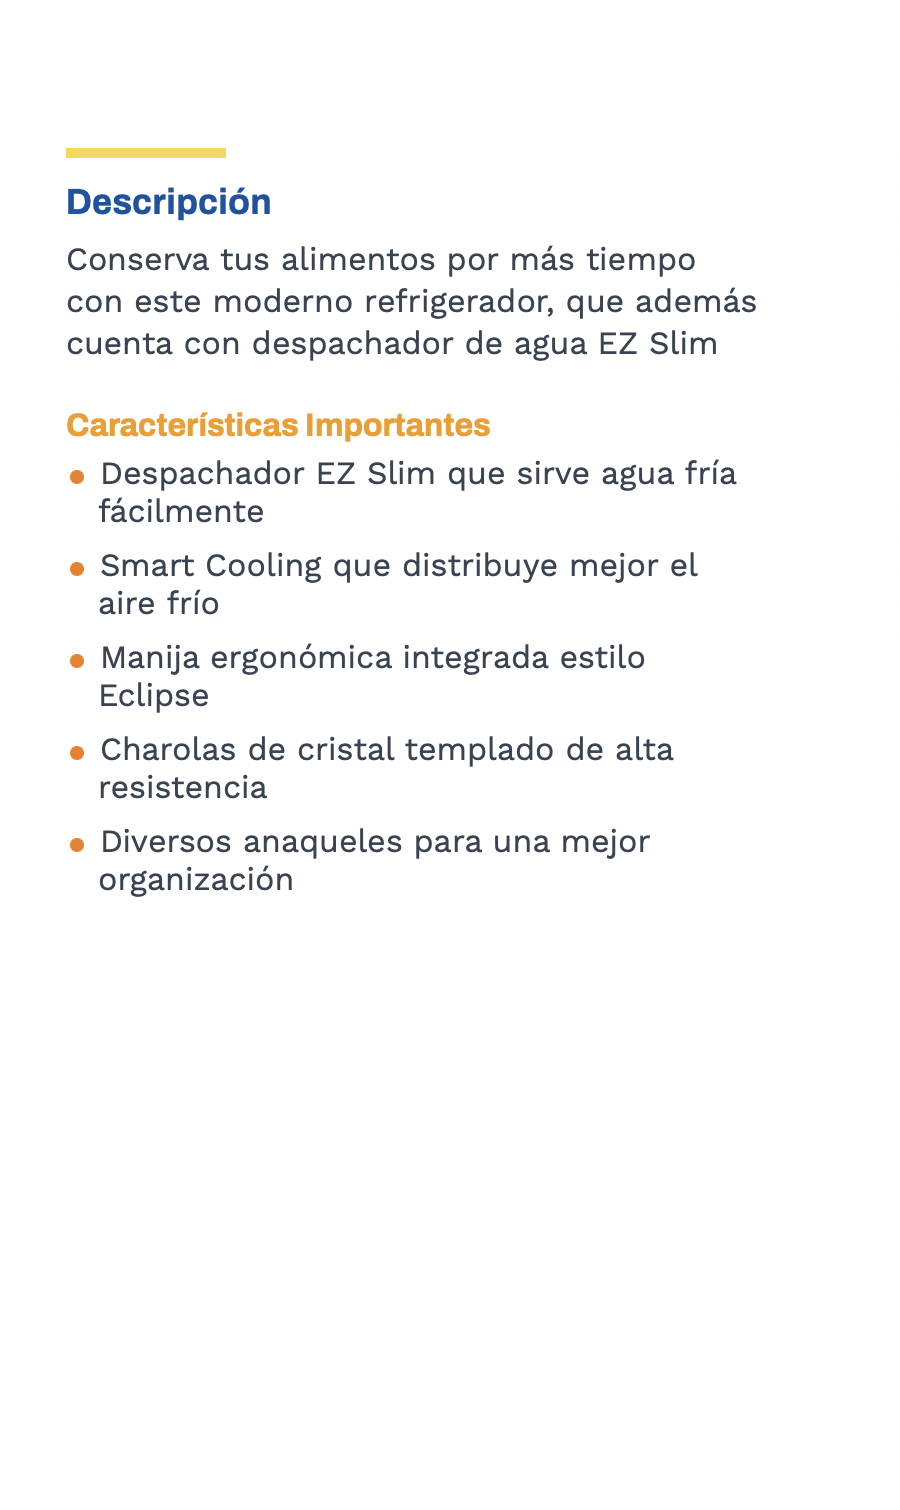 Descripción
Conserva tus alimentos por más tiempo
con este moderno refrigerador, que además
cuenta con despachador de agua EZ Slim
Características Importantes
● Despachador EZ Slim que sirve agua fría
fácilmente
● Smart Cooling que distribuye mejor el
aire frío
● Manija ergonómica integrada estilo
Eclipse
● Charolas de cristal templado de alta
resistencia
● Diversos anaqueles para una mejor
organización